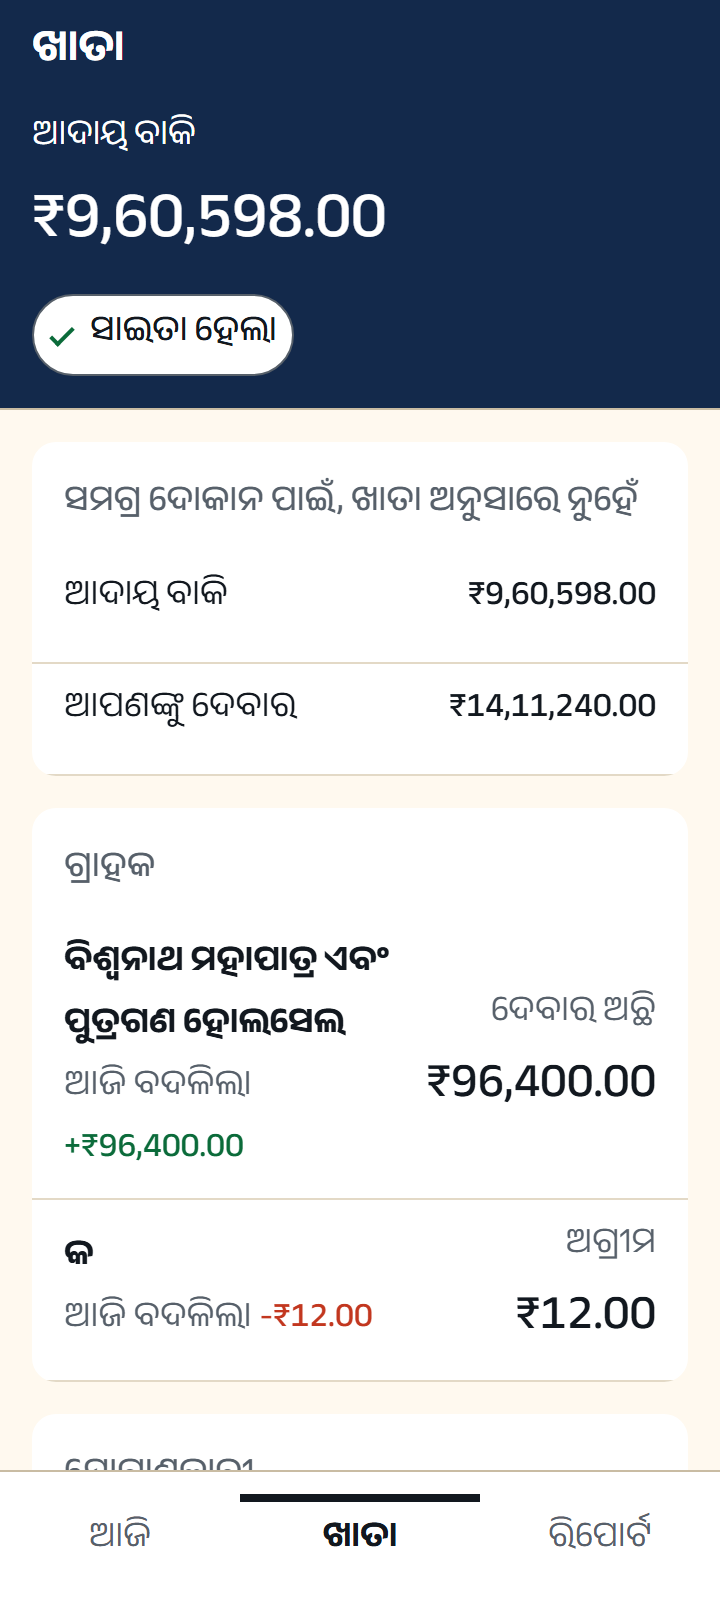 ଖାତା
ଆଦାୟ ବାକି
₹9,60,598.00
ସାଇତା ହେଲା
ସମଗ୍ର ଦୋକାନ ପାଇଁ, ଖାତା ଅନୁସାରେ ନୁହେଁ
ଆଦାୟ ବାକି ₹9,60,598.00
ଆପଣଙ୍କୁ ଦେବାର ₹14,11,240.00
ଗ୍ରାହକ
ବିଶ୍ୱନାଥ ମହାପାତ୍ର ଏବଂ
ପୁତ୍ରଗଣ ହୋଲସେଲ
ଦେବାର ଅଛି
ଆଜି ବଦଳିଲା ₹96,400.00
+₹96,400.00
କ ଅଗ୍ରୀମ
ଆଜି ବଦଳିଲା -₹12.00 ₹12.00
ଆଜି ଖାତା ରିପୋର୍ଟ